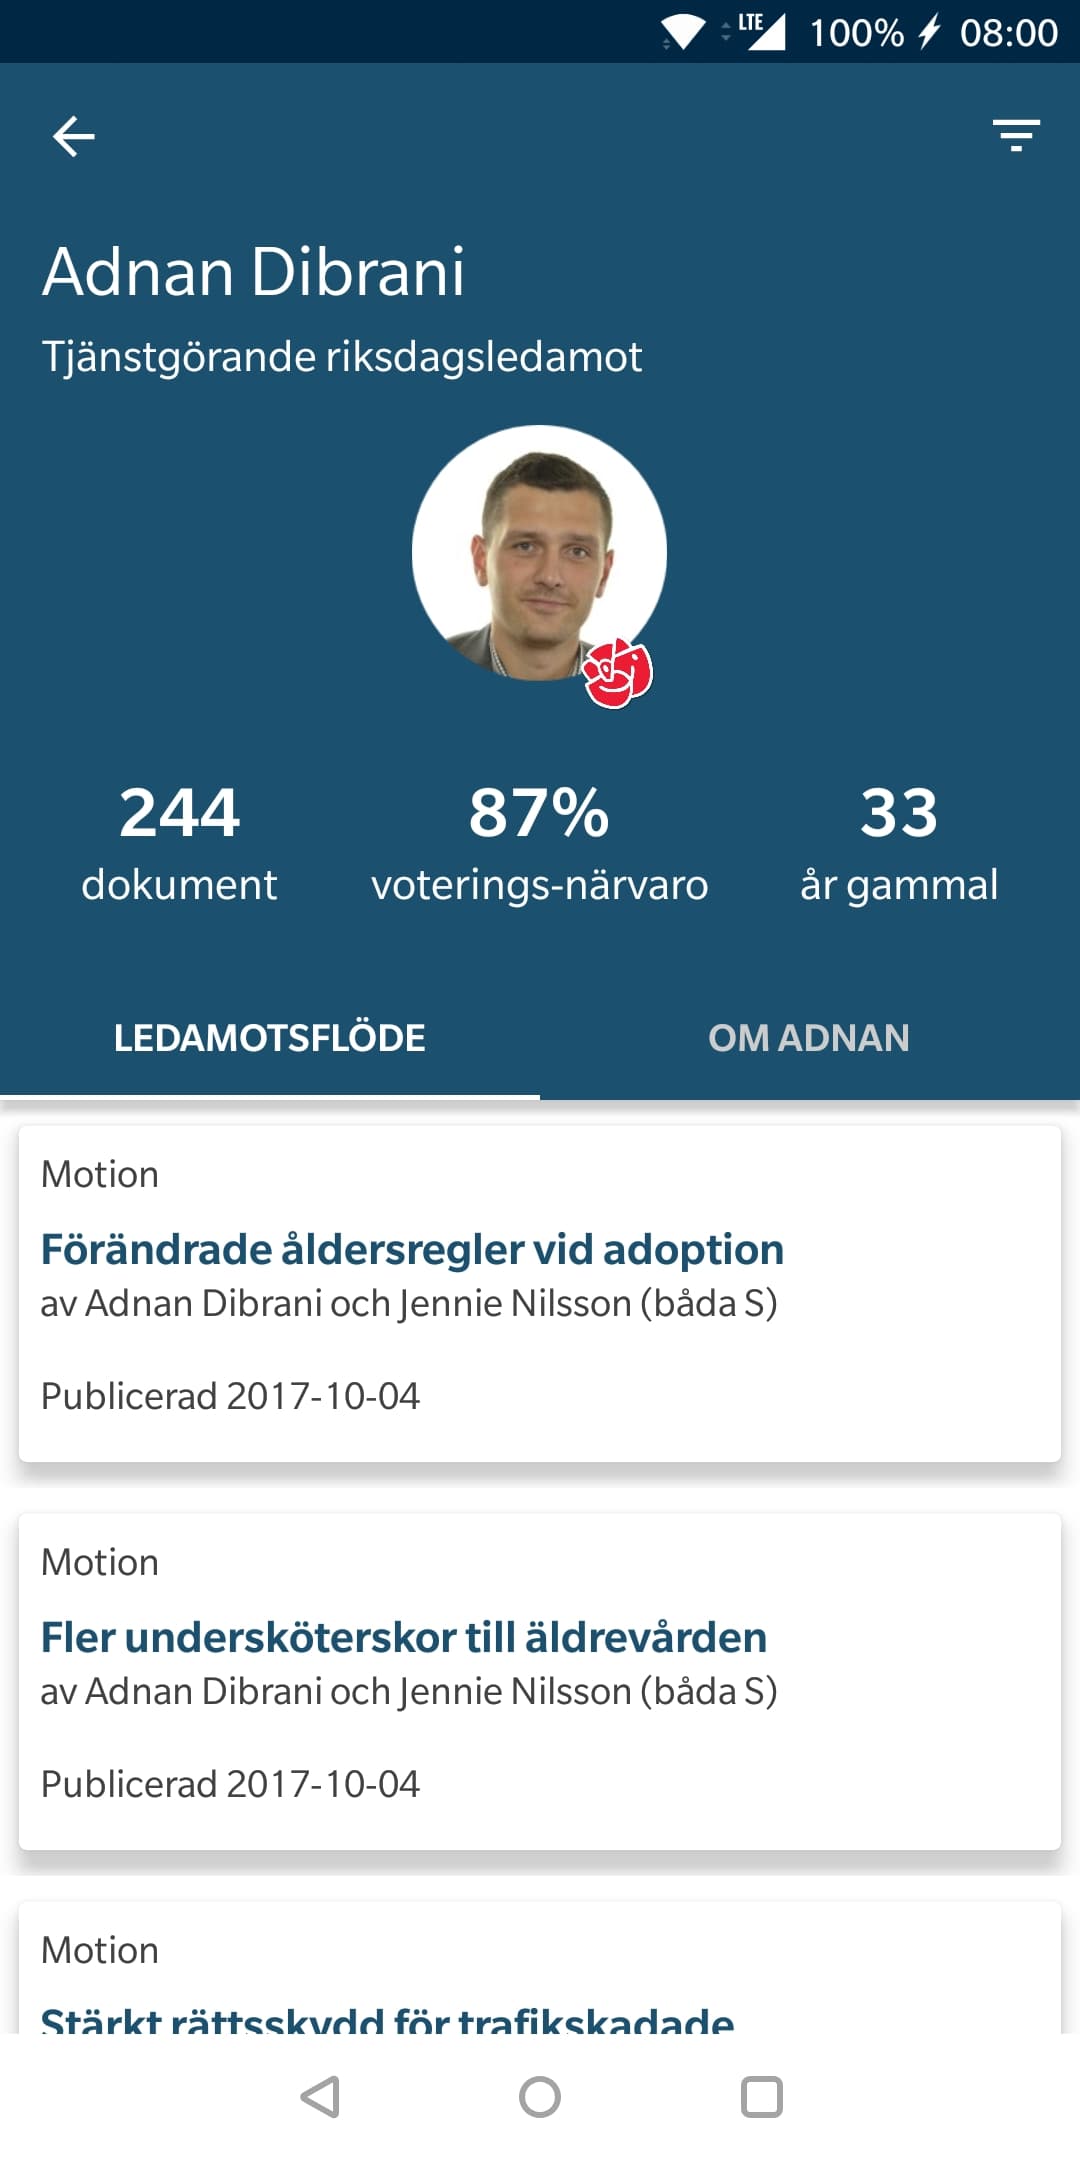 LTE 100% 08:00
Adnan Dibrani
Tjänstgörande riksdagsledamot
244 87% 33
dokument voterings-närvaro år gammal
LEDAMOTSFLÖDE OM ADNAN
Motion
Förändrade åldersregler vid adoption
av Adnan Dibrani och Jennie Nilsson (båda S)
Publicerad 2017-10-04
Motion
Fler undersköterskor till äldrevården
av Adnan Dibrani och Jennie Nilsson (båda S)
Publicerad 2017-10-04
Motion
Stärkt rättsskydd för trafikskadade